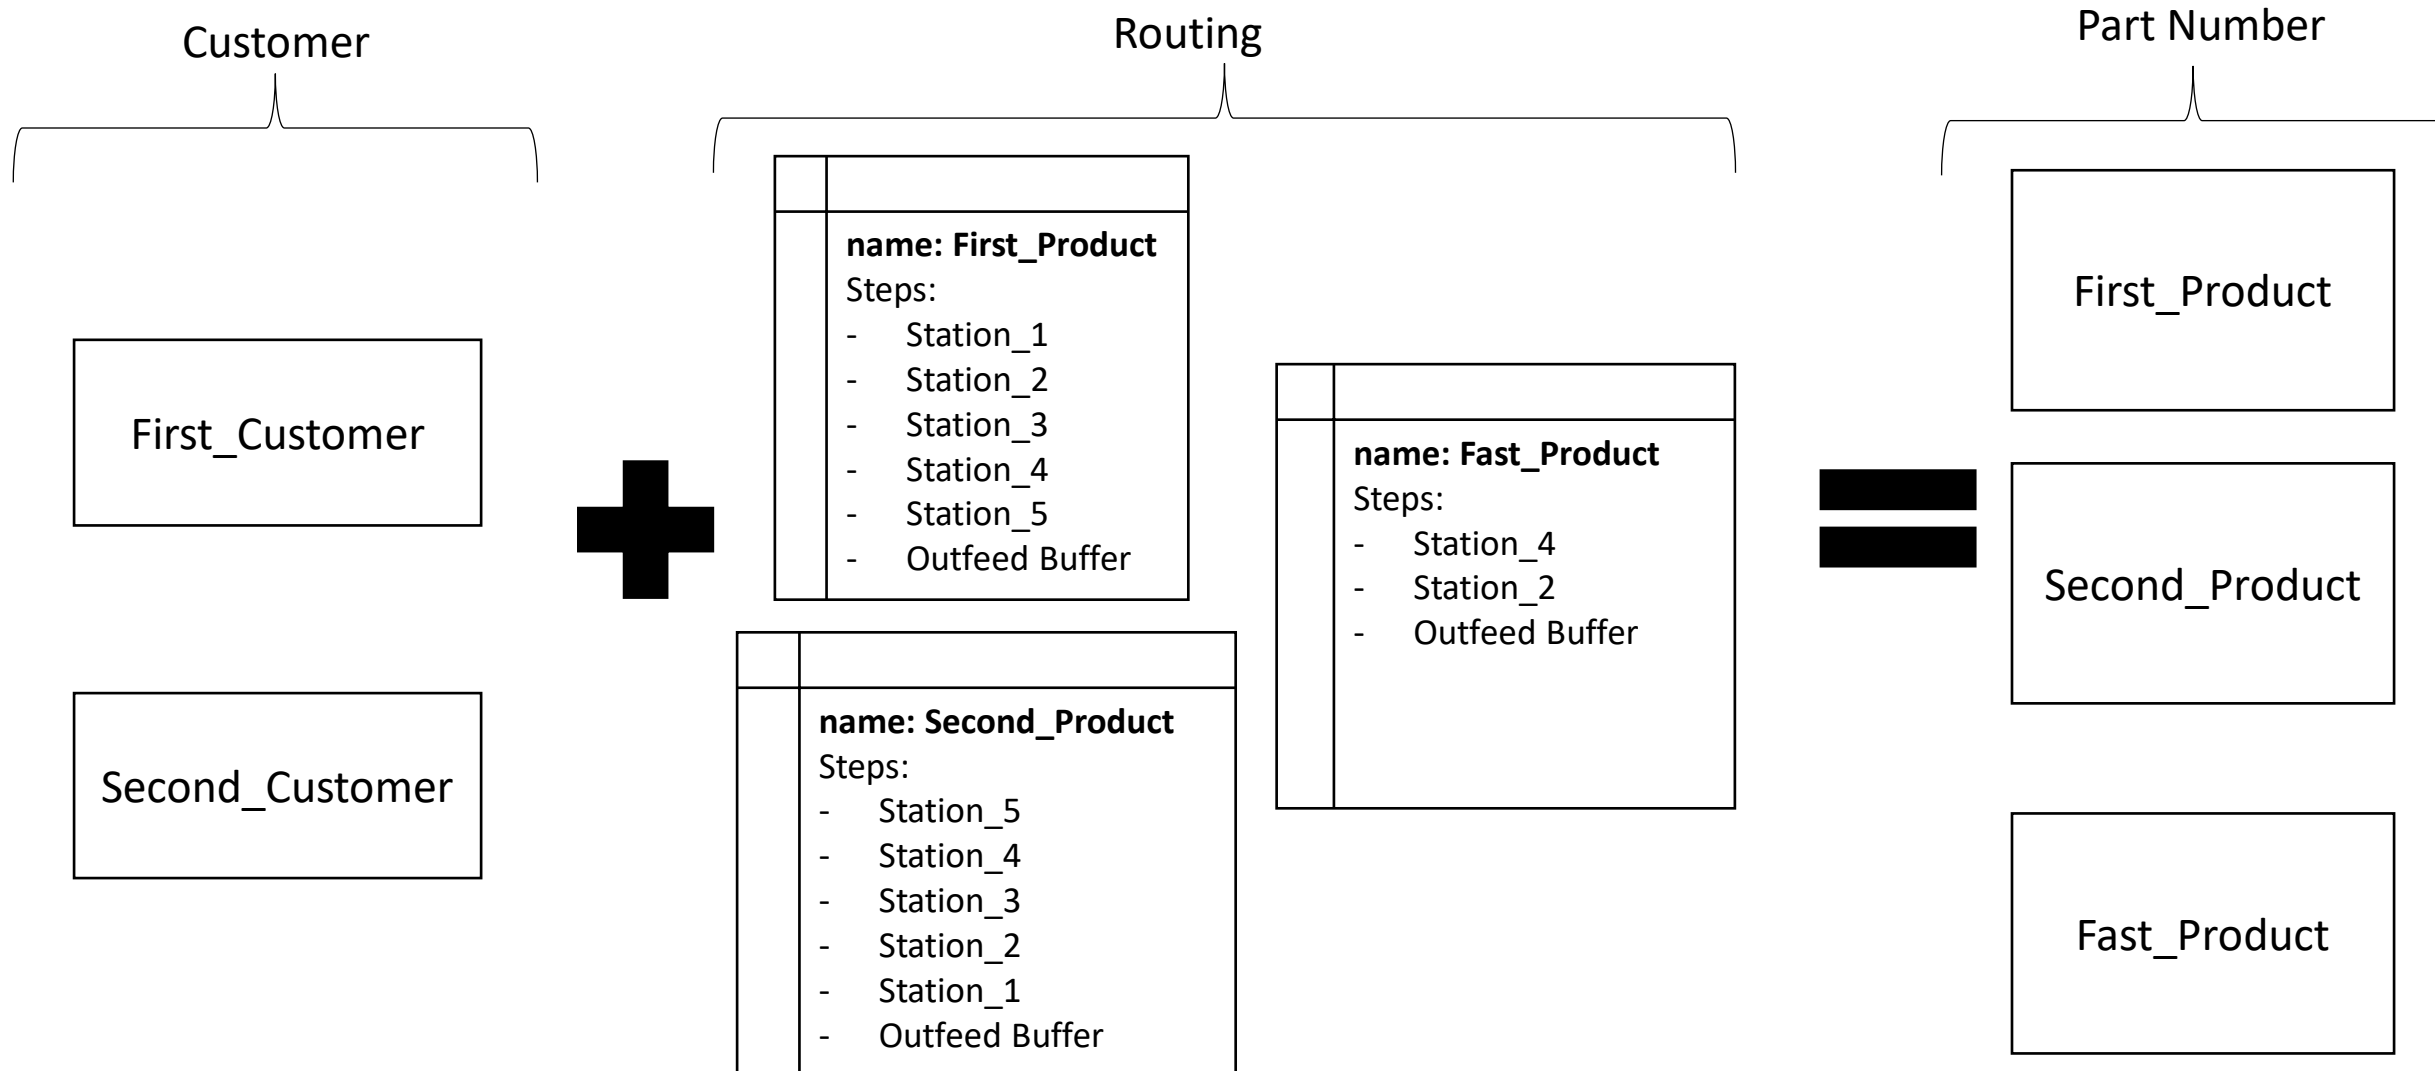 Customer
First_Customer
Second_Customer
Routing
name: First_Product
Steps:
- Station_1
- Station_2
- Station_3
- Station_4
- Station_5
- Outfeed Buffer
name: Second_Product
Steps:
- Station_5
- Station_4
- Station_3
- Station_2
- Station_1
- Outfeed Buffer
name: Fast_Product
Steps:
- Station_4
- Station_2
- Outfeed Buffer
Part Number
First_Product
Second_Product
Fast_Product